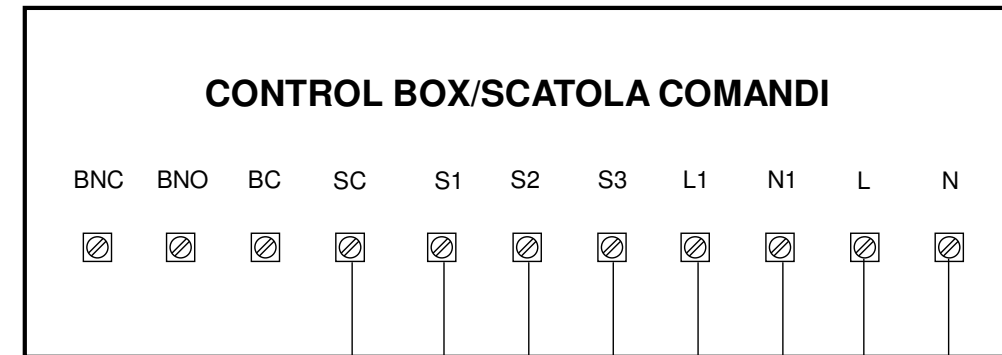 CONTROL BOX/SCATOLA COMANDI
BNC BNO BC SC S1 S2 S3 L1 N1 L N